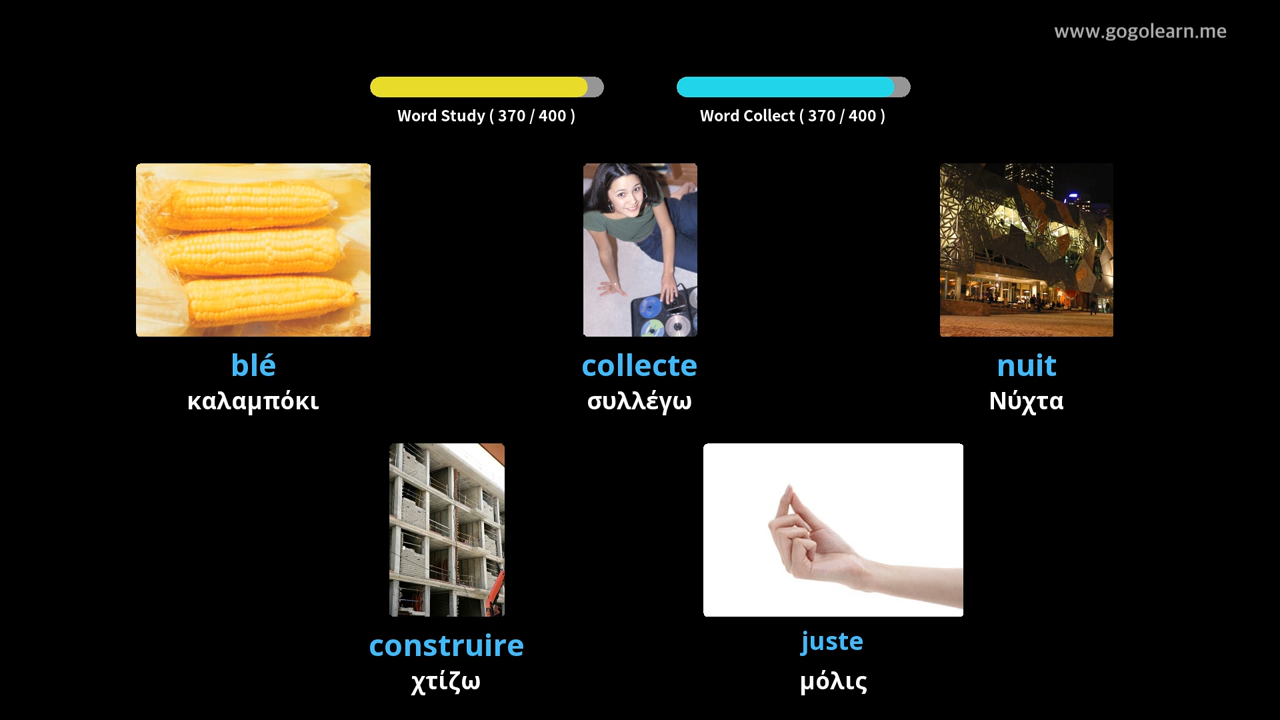 www.gogolearn.me
Word Study ( 370 / 400 )
Word Collect ( 370 / 400 )
blé
καλαμπόκι
collecte
συλλέγω
nuit
Νύχτα
construire
χτίζω
juste
μόλις